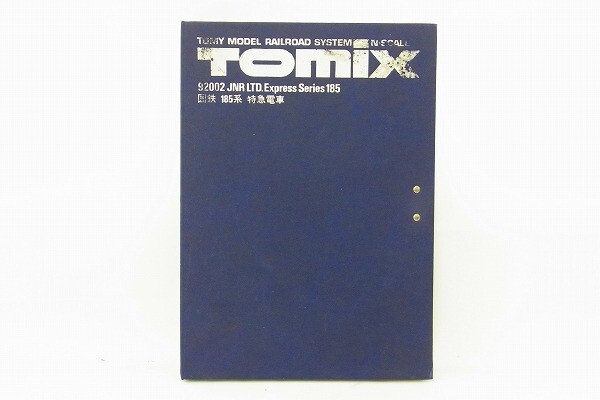 TOMY MODEL RAILROAD SYSTEM N-SCALE
TOMIX
92002 JNR LTD. Express Series 185
国鉄 185系 特急電車